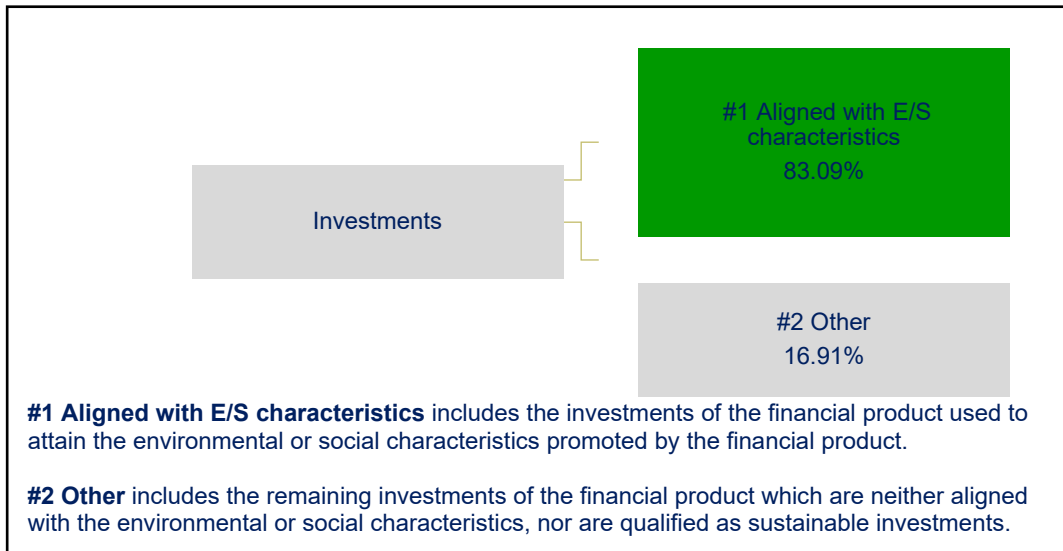 #1 Aligned with E/S
characteristics
83.09%
Investments
#2 Other
16.91%
#1 Aligned with E/S characteristics includes the investments of the financial product used to
attain the environmental or social characteristics promoted by the financial product.
#2 Other includes the remaining investments of the financial product which are neither aligned
with the environmental or social characteristics, nor are qualified as sustainable investments.